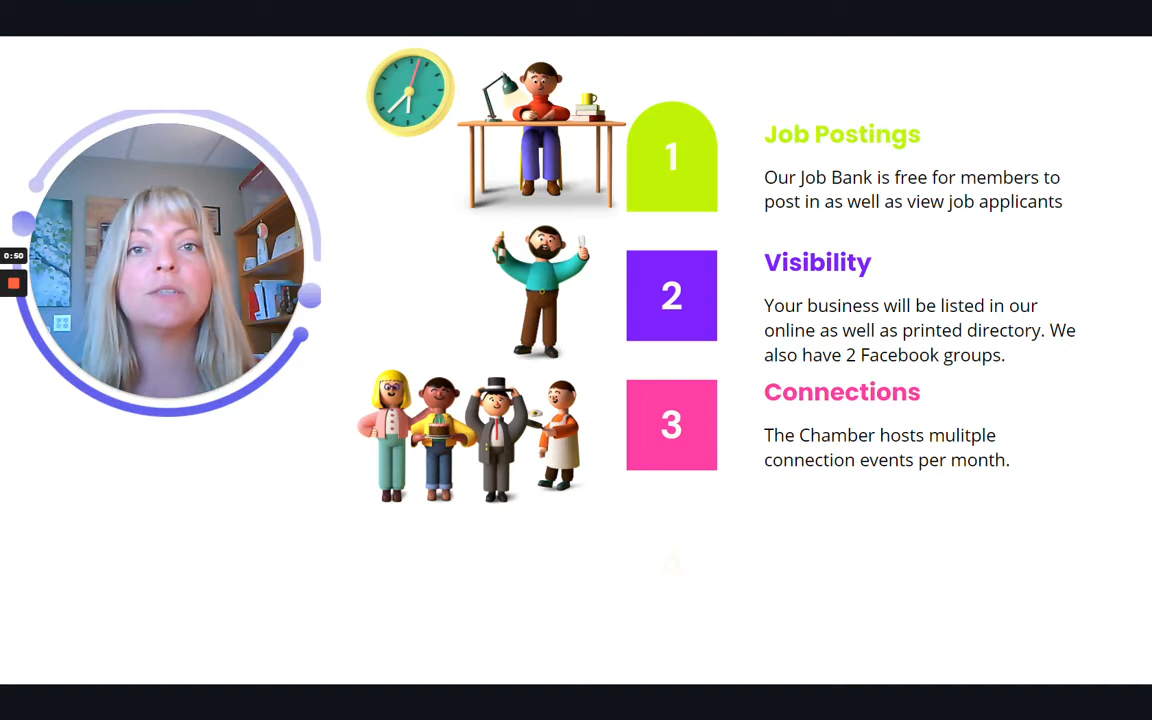 0:50
1
Job Postings
Our Job Bank is free for members to
post in as well as view job applicants
2
Visibility
Your business will be listed in our
online as well as printed directory. We
also have 2 Facebook groups.
3
Connections
The Chamber hosts mulitple
connection events per month.